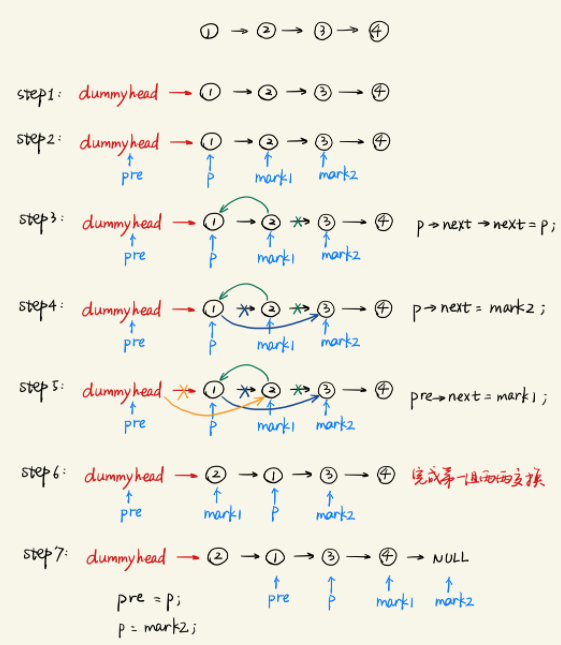 ① → ② → ③ → ④
step1: dummyhead → ① → ② → ③ → ④
step2: dummyhead → ① → ② → ③ → ④
pre p mark1 mark2
step3: dummyhead → ① → ② → ③ → ④ p→next→next=p;
pre p mark1 mark2
step4: dummyhead → ① → ② → ③ → ④ p→next = mark2;
pre p mark1 mark2
step5: dummyhead → ① → ② → ③ → ④ pre→next = mark1;
pre p mark1 mark2
step6: dummyhead → ② → ① → ③ → ④ 完成第一组两两交换
pre mark1 p mark2
step7: dummyhead → ② → ① → ③ → ④ → NULL
pre p mark1 mark2
pre = p;
p = mark2;